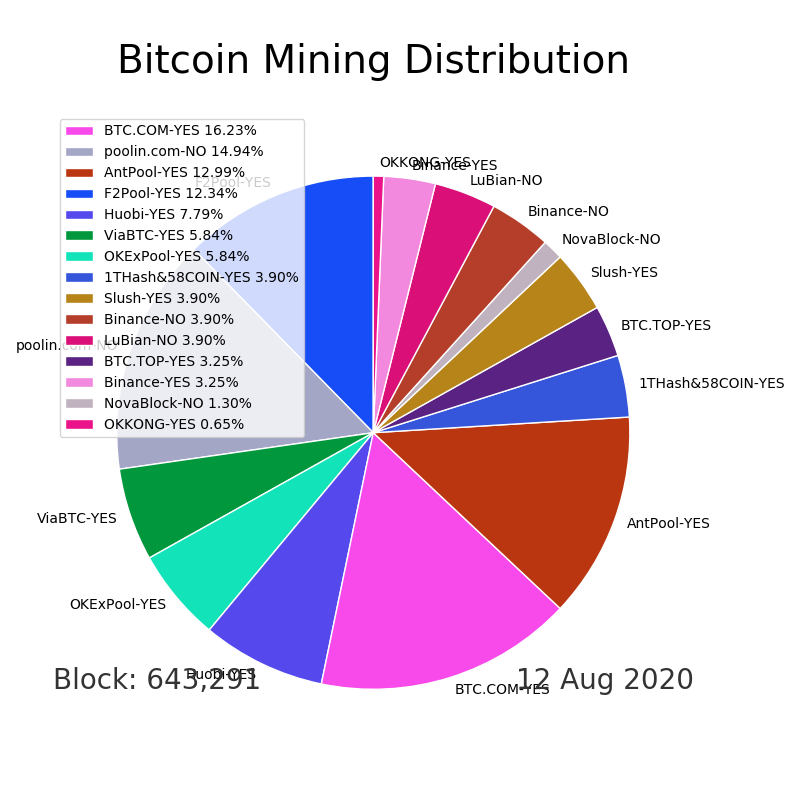 Bitcoin Mining Distribution
BTC.COM-YES 16.23%
poolin.com-NO 14.94%
AntPool-YES 12.99%
F2Pool-YES 12.34%
Huobi-YES 7.79%
ViaBTC-YES 5.84%
OKExPool-YES 5.84%
1THash&58COIN-YES 3.90%
Slush-YES 3.90%
Binance-NO 3.90%
LuBian-NO 3.90%
BTC.TOP-YES 3.25%
Binance-YES 3.25%
NovaBlock-NO 1.30%
OKKONG-YES 0.65%
OKKONG-YES
Binance-YES
LuBian-NO
Binance-NO
NovaBlock-NO
Slush-YES
BTC.TOP-YES
1THash&58COIN-YES
AntPool-YES
BTC.COM-YES
Huobi-YES
OKExPool-YES
ViaBTC-YES
poolin.com-NO
F2Pool-YES
Block: 643,291
12 Aug 2020